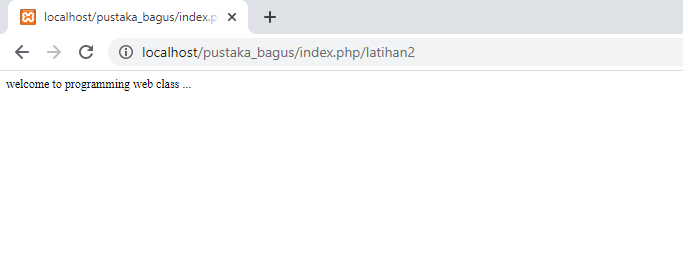 localhost/pustaka_bagus/index.p
localhost/pustaka_bagus/index.php/latihan2
welcome to programming web class ...